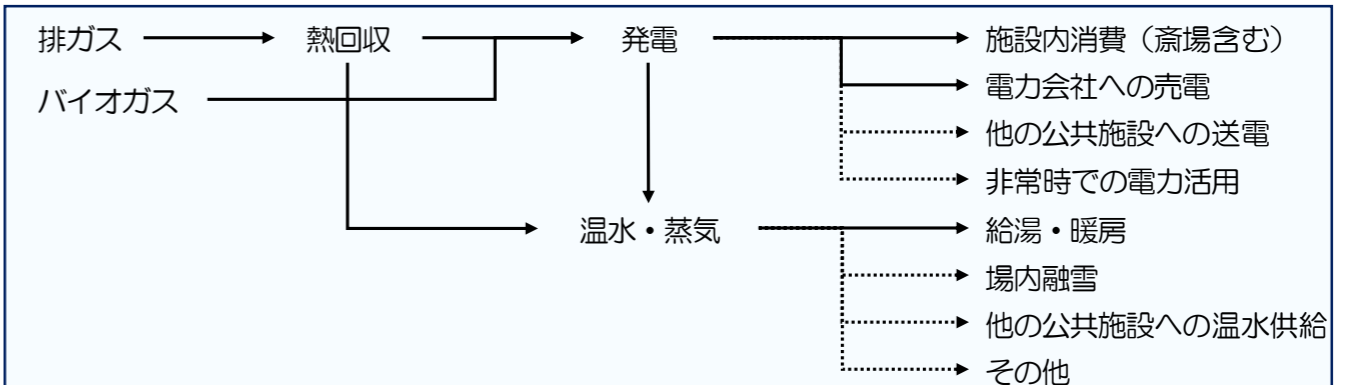 排ガス
熱回収
発電
施設内消費（斎場含む）
バイオガス
電力会社への売電
他の公共施設への送電
非常時での電力活用
温水・蒸気
給湯・暖房
場内融雪
他の公共施設への温水供給
その他